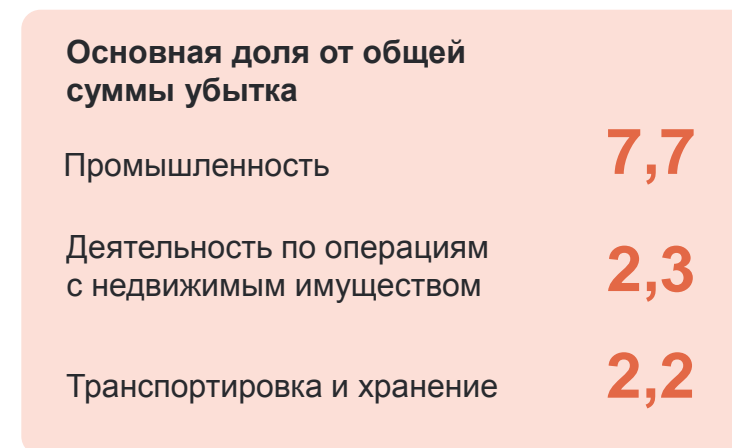 Основная доля от общей
суммы убытка
Промышленность 7,7
Деятельность по операциям
с недвижимым имуществом 2,3
Транспортировка и хранение 2,2